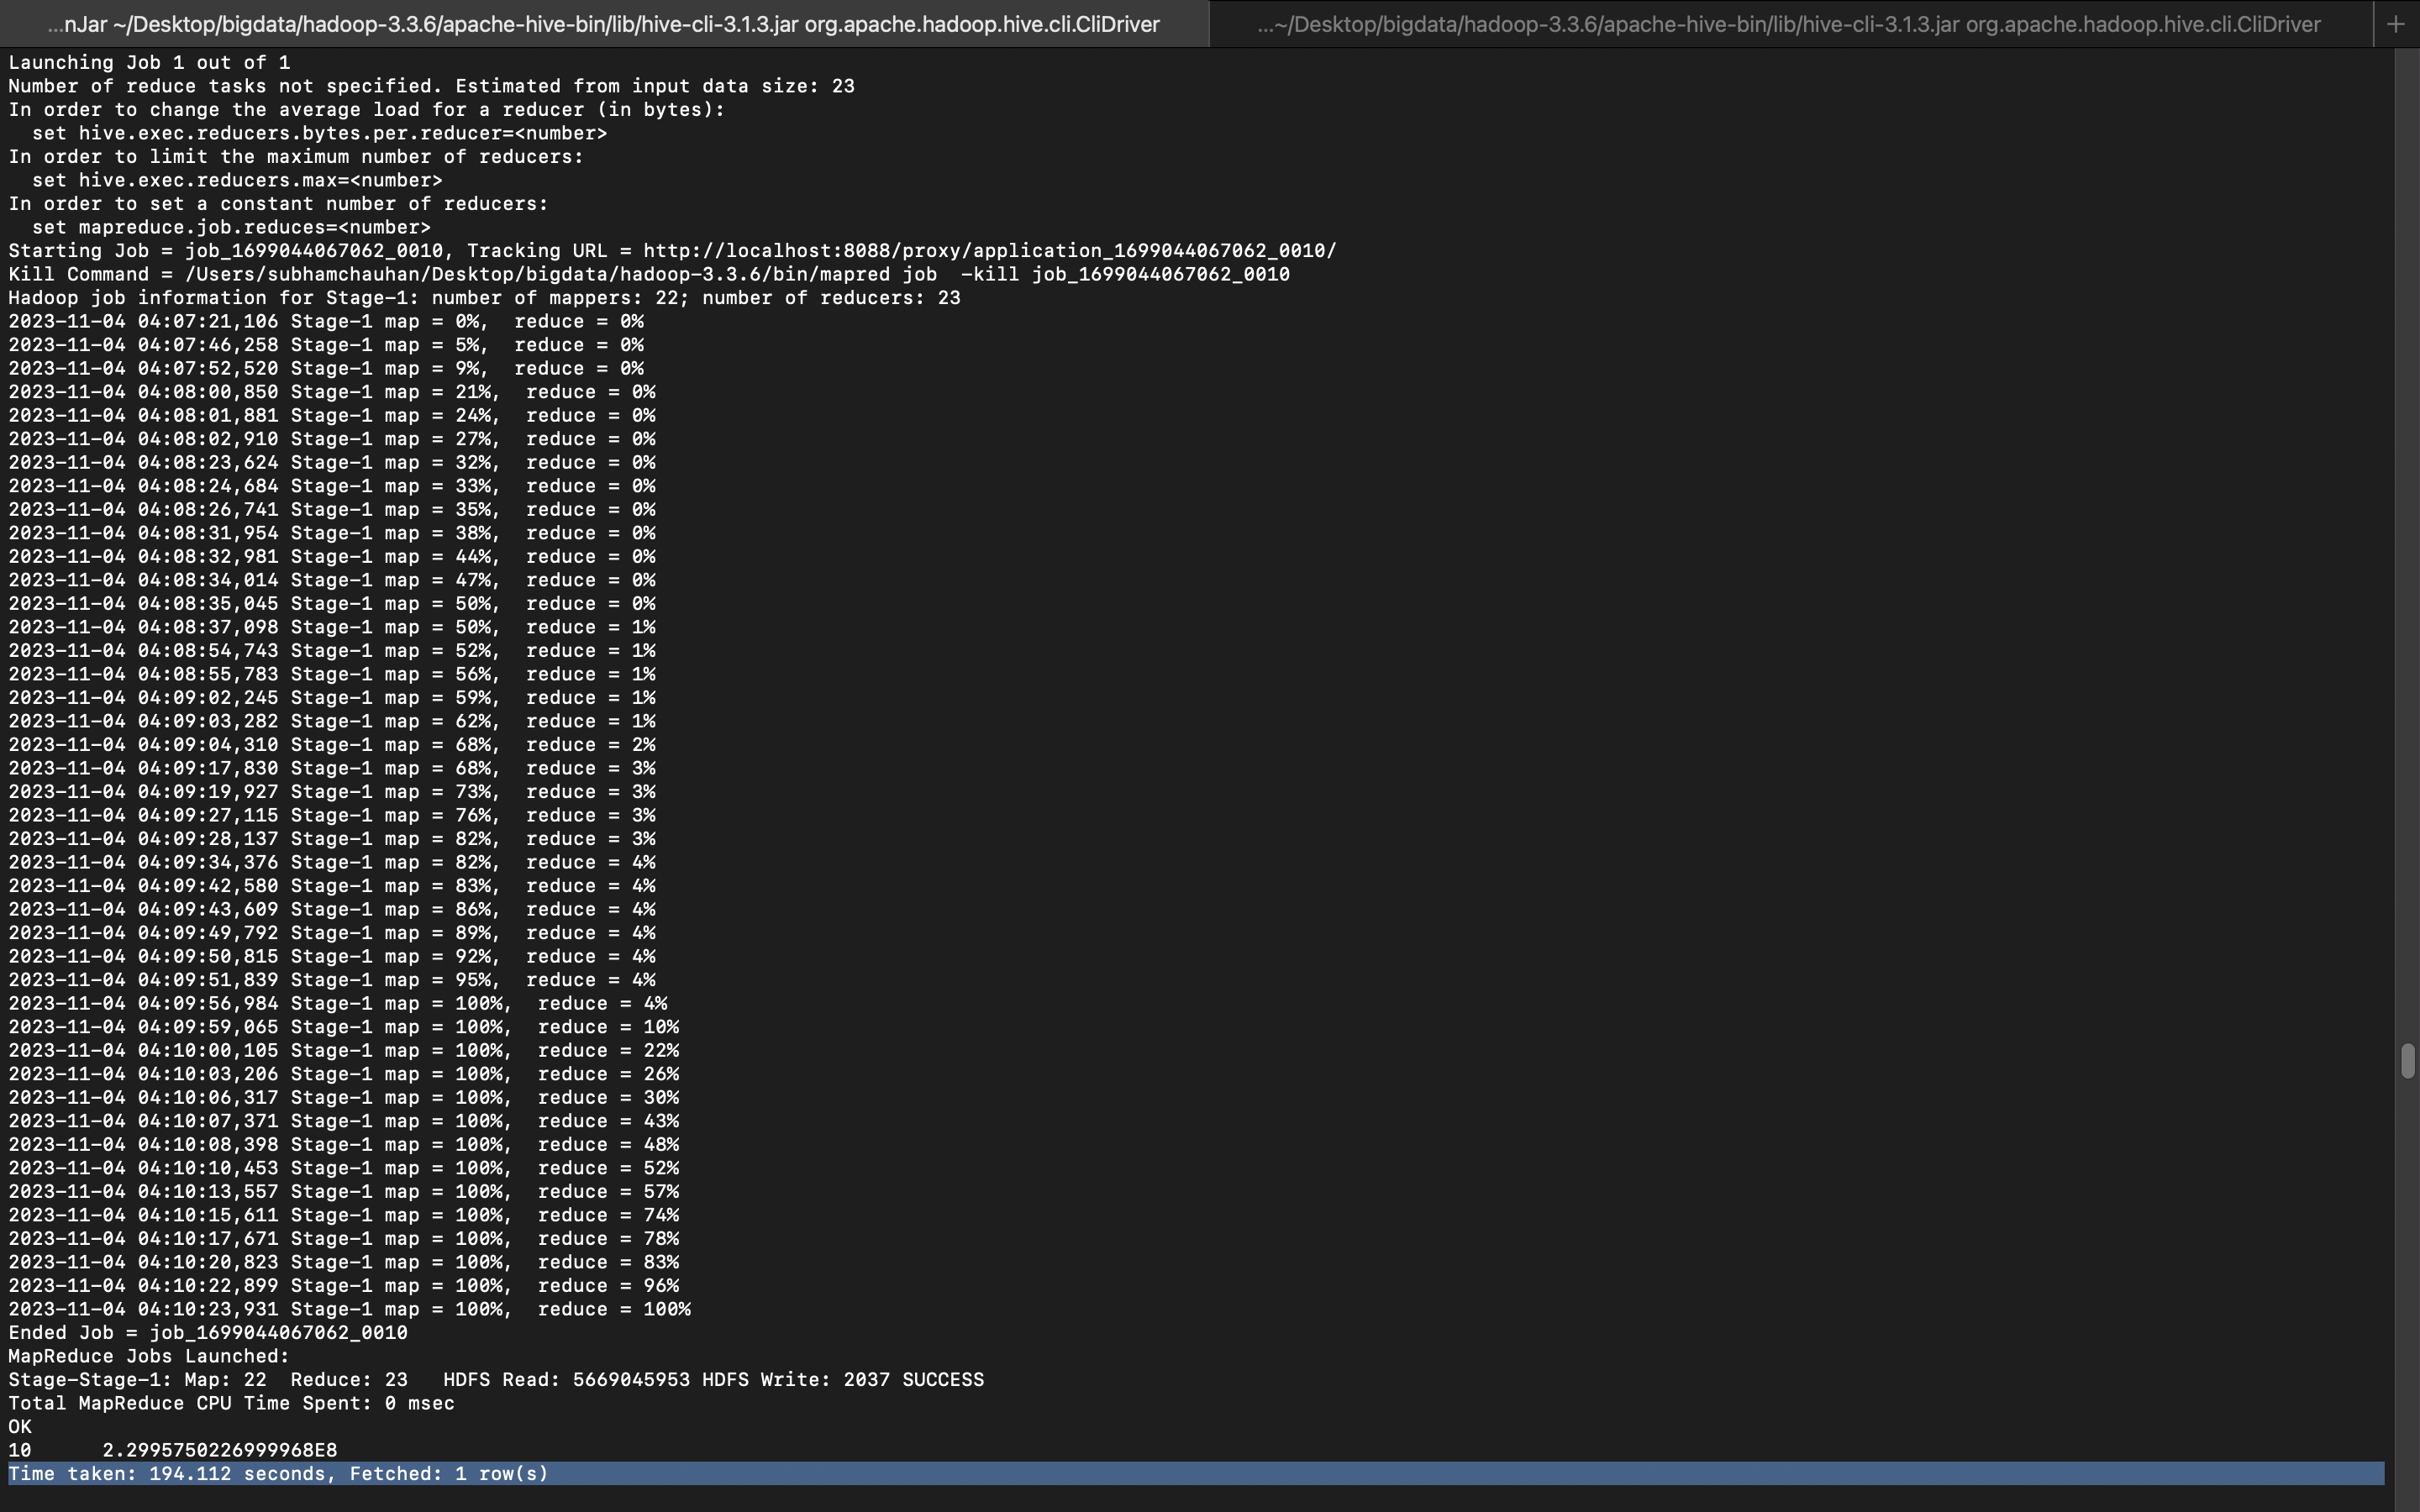 ...nJar ~/Desktop/bigdata/hadoop-3.3.6/apache-hive-bin/lib/hive-cli-3.1.3.jar org.apache.hadoop.hive.cli.CliDriver
...~/Desktop/bigdata/hadoop-3.3.6/apache-hive-bin/lib/hive-cli-3.1.3.jar org.apache.hadoop.hive.cli.CliDriver
+
Launching Job 1 out of 1
Number of reduce tasks not specified. Estimated from input data size: 23
In order to change the average load for a reducer (in bytes):
  set hive.exec.reducers.bytes.per.reducer=<number>
In order to limit the maximum number of reducers:
  set hive.exec.reducers.max=<number>
In order to set a constant number of reducers:
  set mapreduce.job.reduces=<number>
Starting Job = job_1699044067062_0010, Tracking URL = http://localhost:8088/proxy/application_1699044067062_0010/
Kill Command = /Users/subhamchauhan/Desktop/bigdata/hadoop-3.3.6/bin/mapred job  -kill job_1699044067062_0010
Hadoop job information for Stage-1: number of mappers: 22; number of reducers: 23
2023-11-04 04:07:21,106 Stage-1 map = 0%,  reduce = 0%
2023-11-04 04:07:46,258 Stage-1 map = 5%,  reduce = 0%
2023-11-04 04:07:52,520 Stage-1 map = 9%,  reduce = 0%
2023-11-04 04:08:00,850 Stage-1 map = 21%,  reduce = 0%
2023-11-04 04:08:01,881 Stage-1 map = 24%,  reduce = 0%
2023-11-04 04:08:02,910 Stage-1 map = 27%,  reduce = 0%
2023-11-04 04:08:23,624 Stage-1 map = 32%,  reduce = 0%
2023-11-04 04:08:24,684 Stage-1 map = 33%,  reduce = 0%
2023-11-04 04:08:26,741 Stage-1 map = 35%,  reduce = 0%
2023-11-04 04:08:31,954 Stage-1 map = 38%,  reduce = 0%
2023-11-04 04:08:32,981 Stage-1 map = 44%,  reduce = 0%
2023-11-04 04:08:34,014 Stage-1 map = 47%,  reduce = 0%
2023-11-04 04:08:35,045 Stage-1 map = 50%,  reduce = 0%
2023-11-04 04:08:37,098 Stage-1 map = 50%,  reduce = 1%
2023-11-04 04:08:54,743 Stage-1 map = 52%,  reduce = 1%
2023-11-04 04:08:55,783 Stage-1 map = 56%,  reduce = 1%
2023-11-04 04:09:02,245 Stage-1 map = 59%,  reduce = 1%
2023-11-04 04:09:03,282 Stage-1 map = 62%,  reduce = 1%
2023-11-04 04:09:04,310 Stage-1 map = 68%,  reduce = 2%
2023-11-04 04:09:17,830 Stage-1 map = 68%,  reduce = 3%
2023-11-04 04:09:19,927 Stage-1 map = 73%,  reduce = 3%
2023-11-04 04:09:27,115 Stage-1 map = 76%,  reduce = 3%
2023-11-04 04:09:28,137 Stage-1 map = 82%,  reduce = 3%
2023-11-04 04:09:34,376 Stage-1 map = 82%,  reduce = 4%
2023-11-04 04:09:42,580 Stage-1 map = 83%,  reduce = 4%
2023-11-04 04:09:43,609 Stage-1 map = 86%,  reduce = 4%
2023-11-04 04:09:49,792 Stage-1 map = 89%,  reduce = 4%
2023-11-04 04:09:50,815 Stage-1 map = 92%,  reduce = 4%
2023-11-04 04:09:51,839 Stage-1 map = 95%,  reduce = 4%
2023-11-04 04:09:56,984 Stage-1 map = 100%,  reduce = 4%
2023-11-04 04:09:59,065 Stage-1 map = 100%,  reduce = 10%
2023-11-04 04:10:00,105 Stage-1 map = 100%,  reduce = 22%
2023-11-04 04:10:03,206 Stage-1 map = 100%,  reduce = 26%
2023-11-04 04:10:06,317 Stage-1 map = 100%,  reduce = 30%
2023-11-04 04:10:07,371 Stage-1 map = 100%,  reduce = 43%
2023-11-04 04:10:08,398 Stage-1 map = 100%,  reduce = 48%
2023-11-04 04:10:10,453 Stage-1 map = 100%,  reduce = 52%
2023-11-04 04:10:13,557 Stage-1 map = 100%,  reduce = 57%
2023-11-04 04:10:15,611 Stage-1 map = 100%,  reduce = 74%
2023-11-04 04:10:17,671 Stage-1 map = 100%,  reduce = 78%
2023-11-04 04:10:20,823 Stage-1 map = 100%,  reduce = 83%
2023-11-04 04:10:22,899 Stage-1 map = 100%,  reduce = 96%
2023-11-04 04:10:23,931 Stage-1 map = 100%,  reduce = 100%
Ended Job = job_1699044067062_0010
MapReduce Jobs Launched:
Stage-Stage-1: Map: 22  Reduce: 23   HDFS Read: 5669045953 HDFS Write: 2037 SUCCESS
Total MapReduce CPU Time Spent: 0 msec
OK
10      2.2995750226999968E8
Time taken: 194.112 seconds, Fetched: 1 row(s)